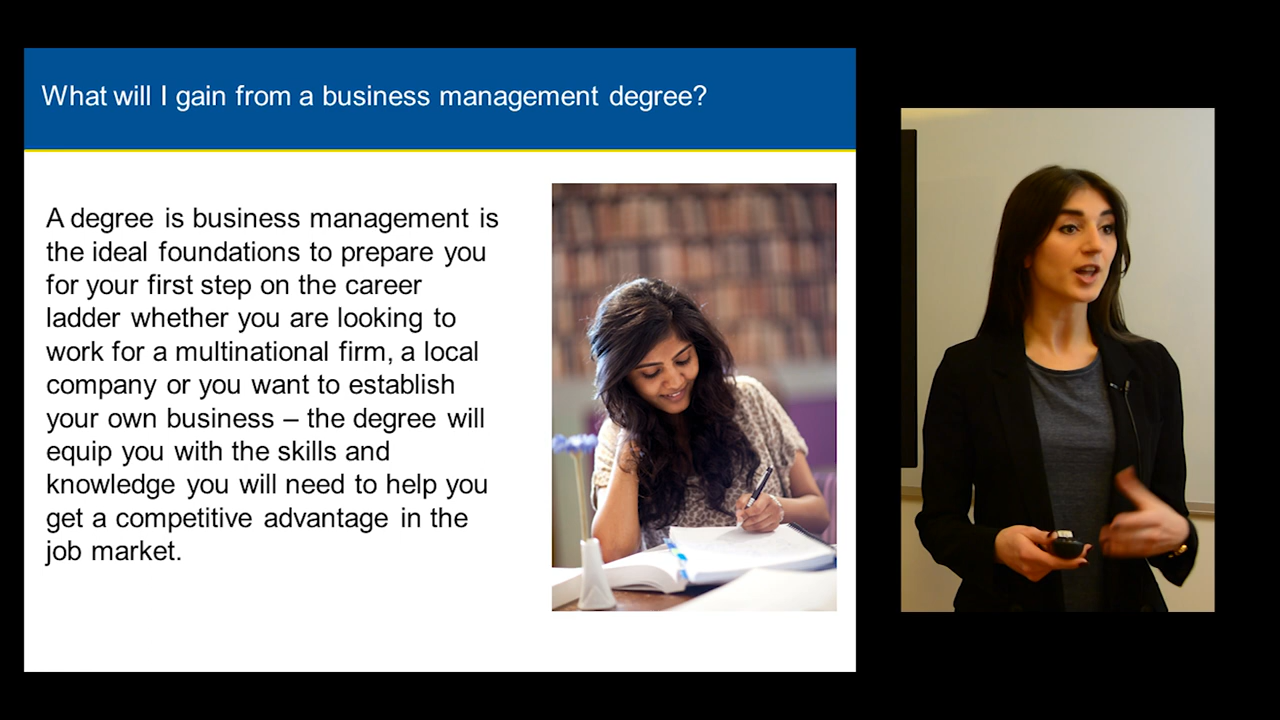 What will I gain from a business management degree?
A degree is business management is
the ideal foundations to prepare you
for your first step on the career
ladder whether you are looking to
work for a multinational firm, a local
company or you want to establish
your own business – the degree will
equip you with the skills and
knowledge you will need to help you
get a competitive advantage in the
job market.